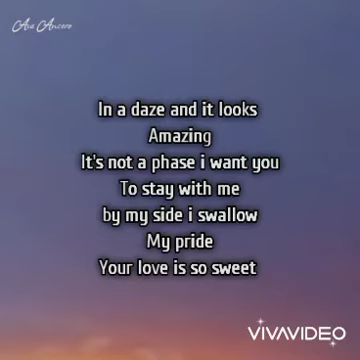 In a daze and it looks
Amazing
It's not a phase i want you
To stay with me
by my side i swallow
My pride
Your love is so sweet
VIVAVIDEO